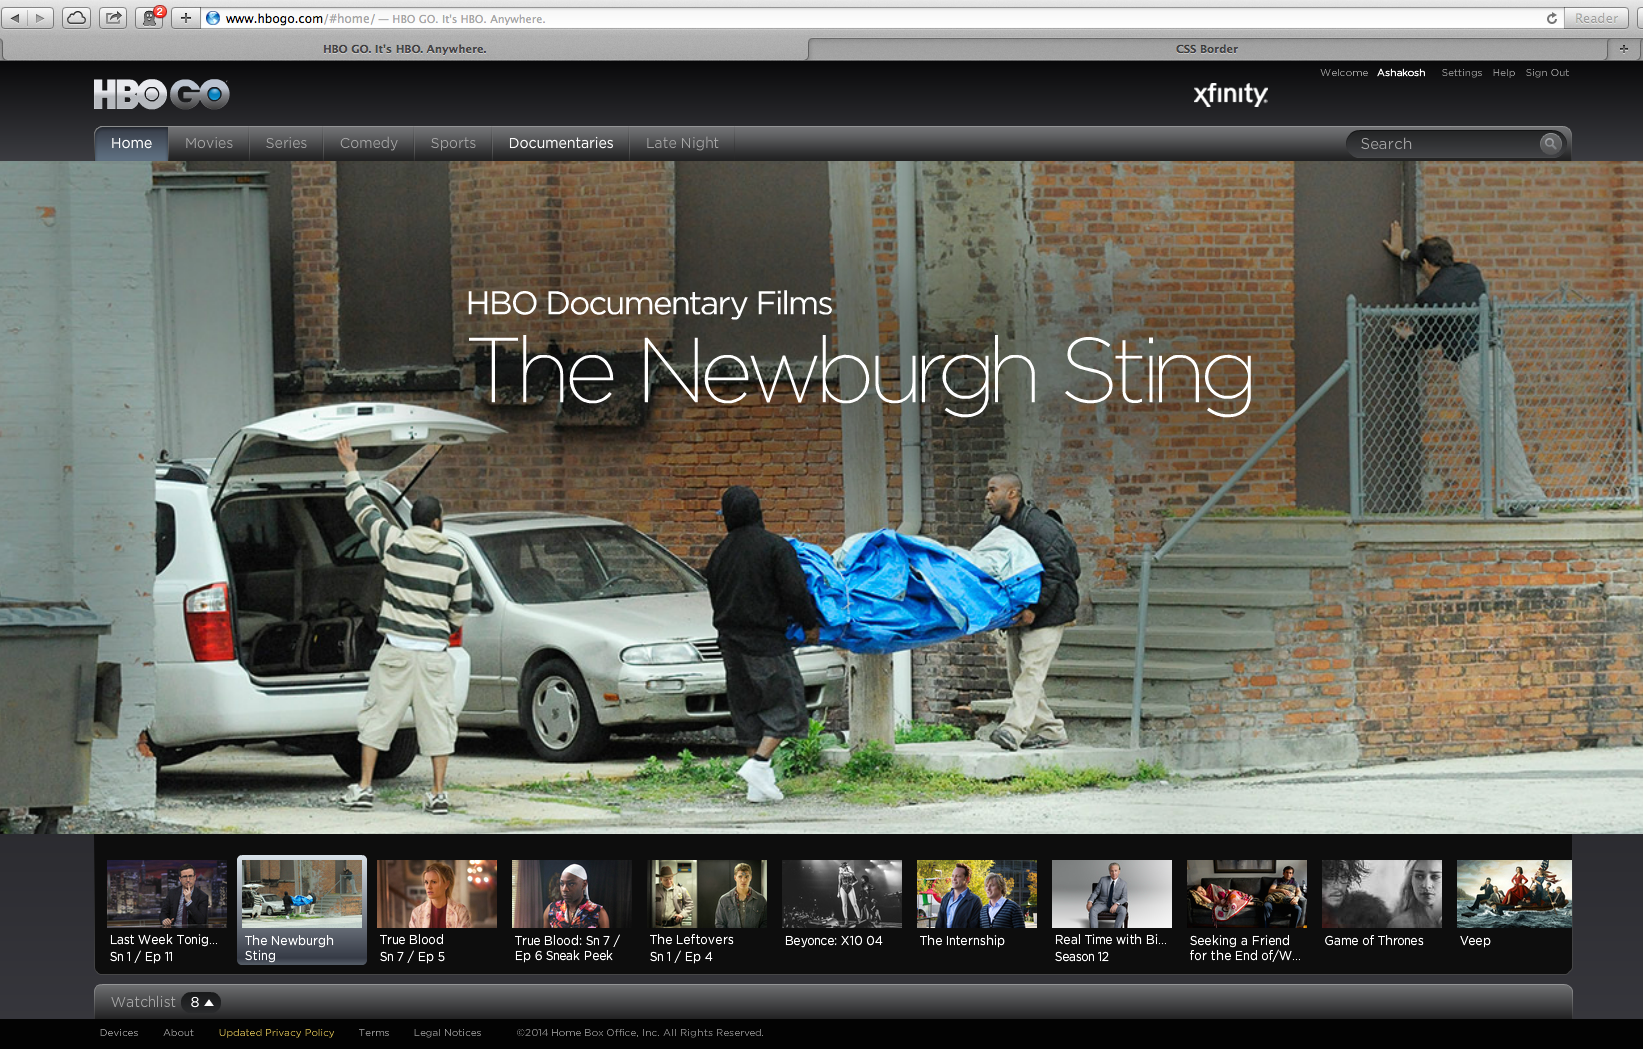 2
www.hbogo.com/#home/ — HBO GO. It's HBO. Anywhere.
Reader
HBO GO. It's HBO. Anywhere.
CSS Border
Welcome Ashakosh Settings Help Sign Out
HBO GO
xfinity
Home Movies Series Comedy Sports Documentaries Late Night
Search
HBO Documentary Films
The Newburgh Sting
Last Week Tonig...
Sn 1 / Ep 11
The Newburgh
Sting
True Blood
Sn 7 / Ep 5
True Blood: Sn 7 /
Ep 6 Sneak Peek
The Leftovers
Sn 1 / Ep 4
Beyonce: X10 04
The Internship
Real Time with Bi...
Season 12
Seeking a Friend
for the End of/W...
Game of Thrones
Veep
Watchlist 8
Devices About Updated Privacy Policy Terms Legal Notices ©2014 Home Box Office, Inc. All Rights Reserved.